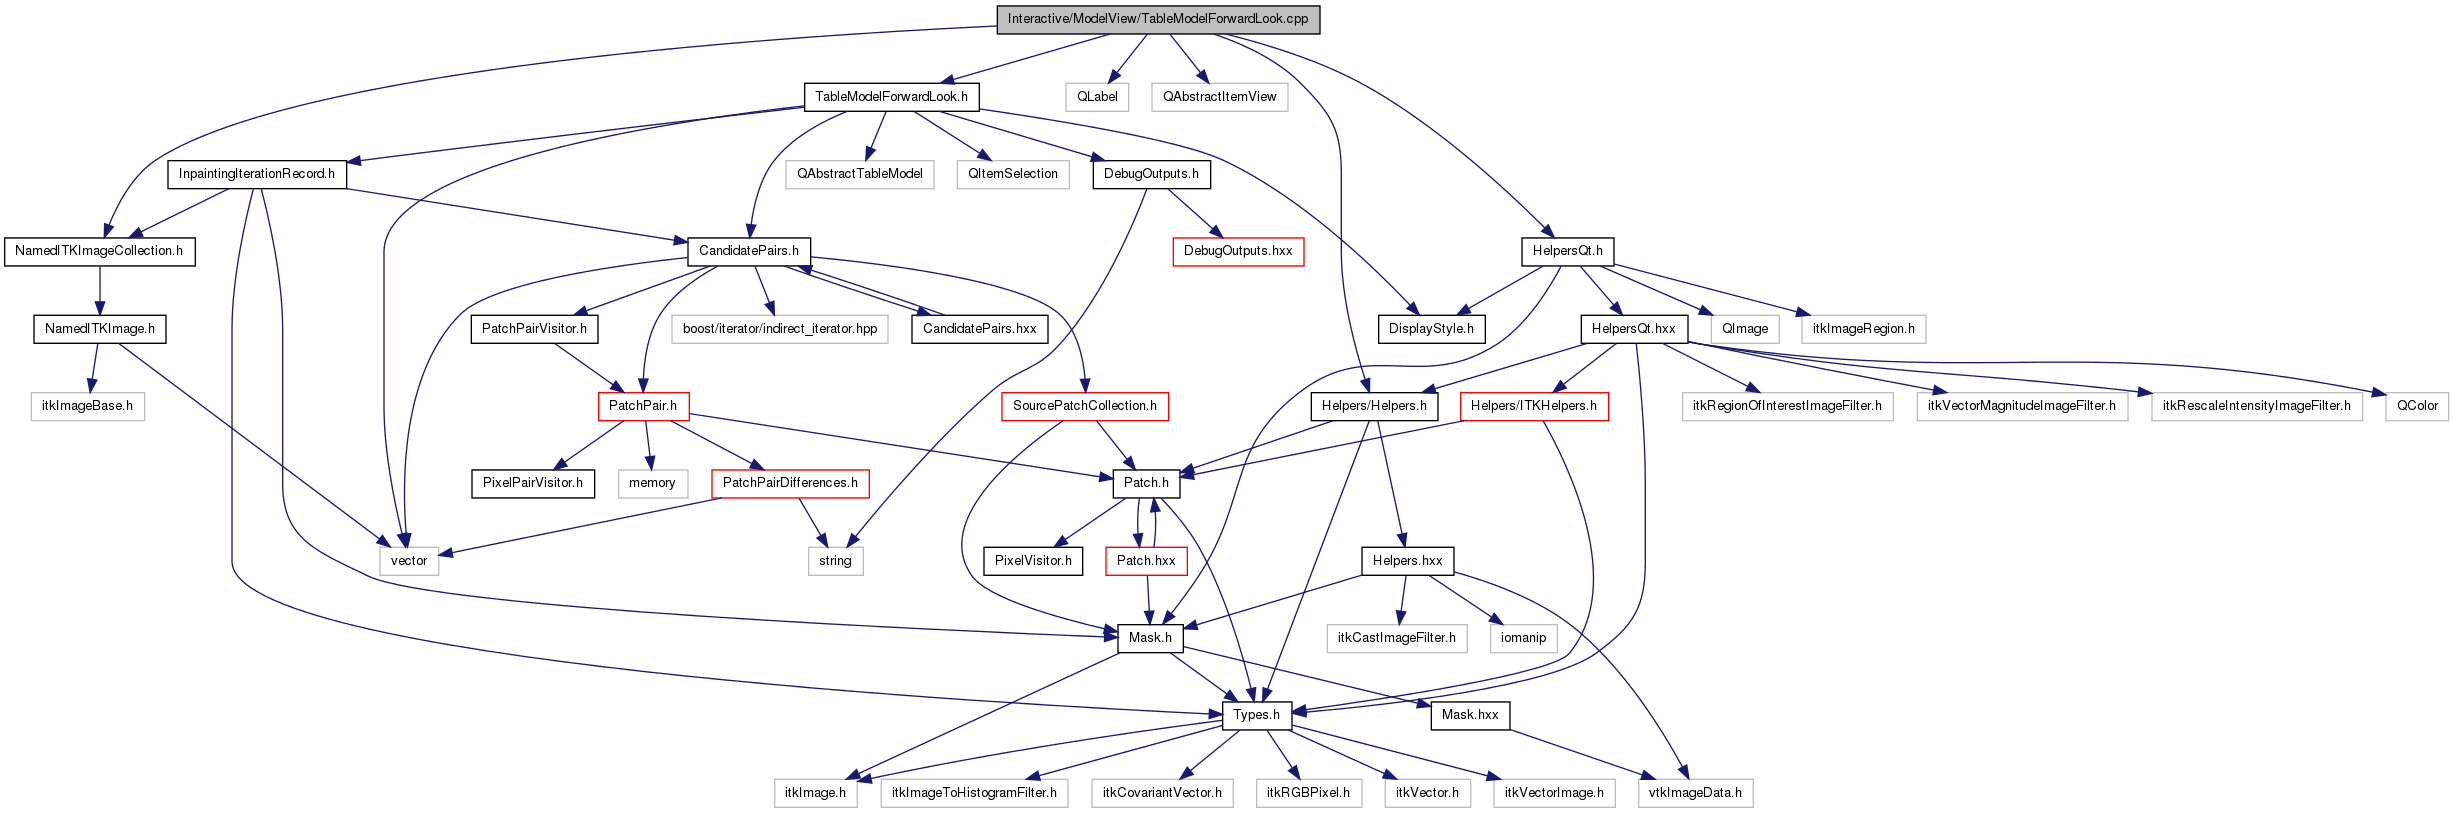 Interactive/ModelView/TableModelForwardLook.cpp
TableModelForwardLook.h
QLabel
QAbstractItemView
InpaintingIterationRecord.h
QAbstractTableModel
QItemSelection
DebugOutputs.h
NamedITKImageCollection.h
CandidatePairs.h
DebugOutputs.hxx
HelpersQt.h
NamedITKImage.h
PatchPairVisitor.h
boost/iterator/indirect_iterator.hpp
CandidatePairs.hxx
DisplayStyle.h
HelpersQt.hxx
QImage
itkImageRegion.h
itkImageBase.h
PatchPair.h
SourcePatchCollection.h
Helpers/Helpers.h
Helpers/ITKHelpers.h
itkRegionOfInterestImageFilter.h
itkVectorMagnitudeImageFilter.h
itkRescaleIntensityImageFilter.h
QColor
PixelPairVisitor.h
memory
PatchPairDifferences.h
Patch.h
vector
string
PixelVisitor.h
Patch.hxx
Helpers.hxx
Mask.h
itkCastImageFilter.h
iomanip
Types.h
Mask.hxx
itkImage.h
itkImageToHistogramFilter.h
itkCovariantVector.h
itkRGBPixel.h
itkVector.h
itkVectorImage.h
vtkImageData.h